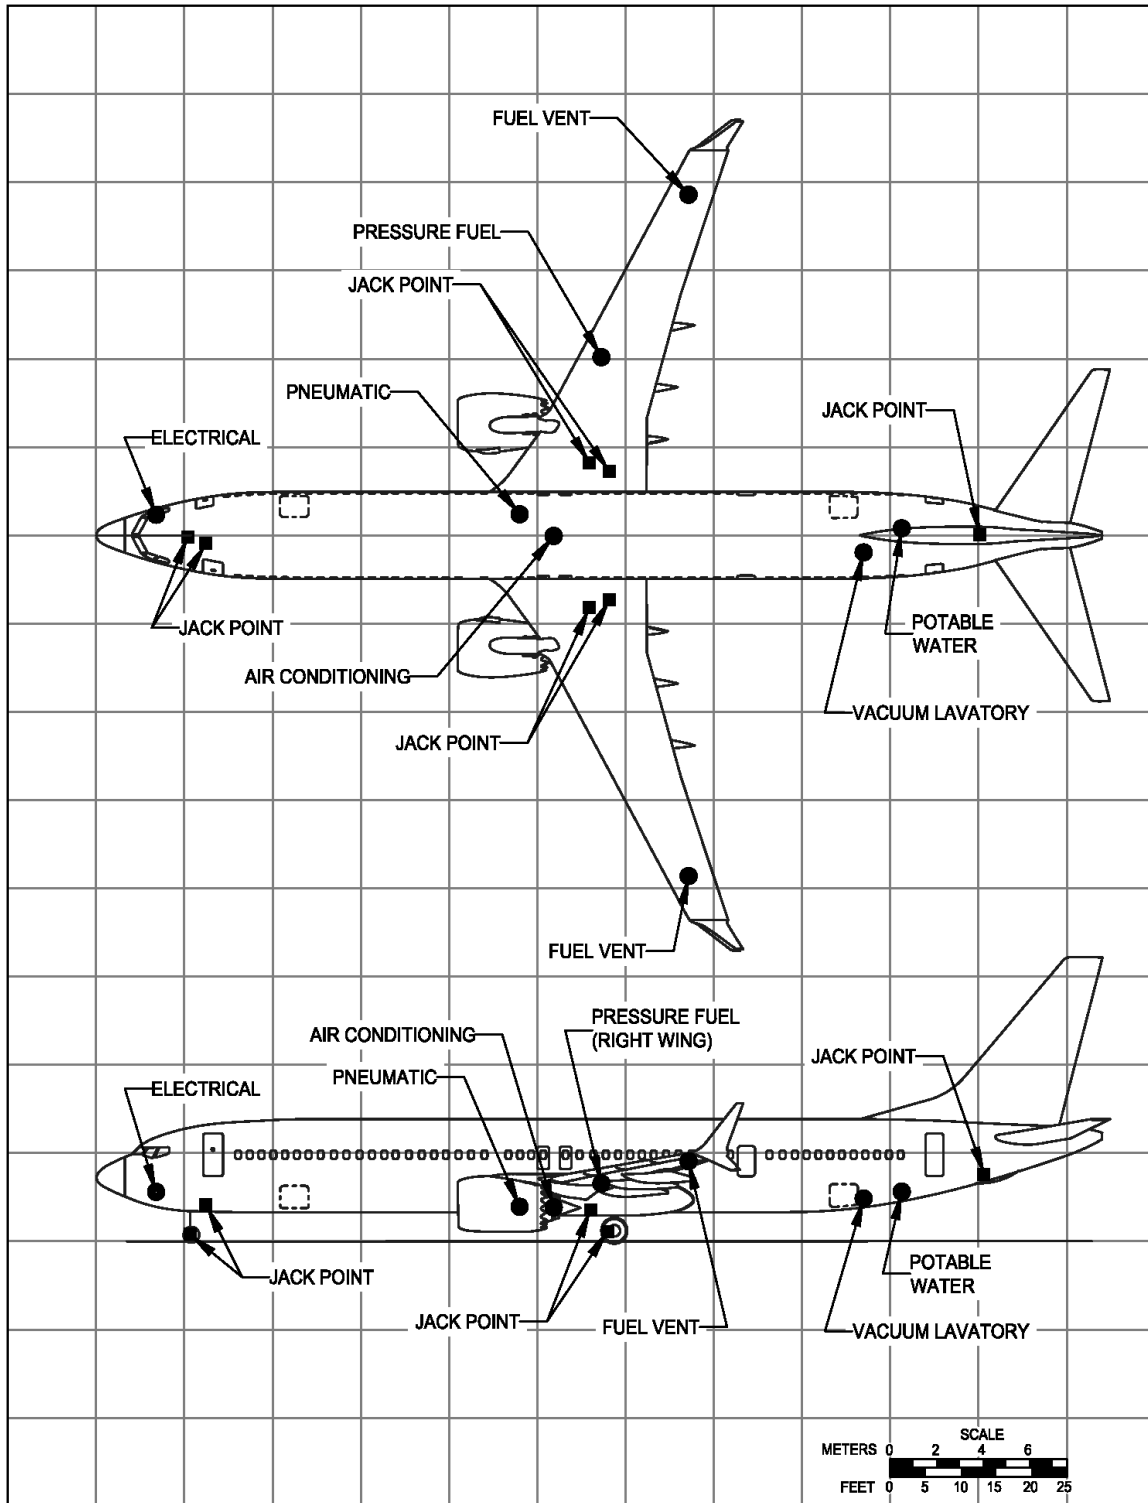 FUEL VENT
PRESSURE FUEL
JACK POINT
PNEUMATIC
JACK POINT
ELECTRICAL
JACK POINT
POTABLE
WATER
AIR CONDITIONING
VACUUM LAVATORY
JACK POINT
FUEL VENT
PRESSURE FUEL
(RIGHT WING)
AIR CONDITIONING
JACK POINT
PNEUMATIC
ELECTRICAL
POTABLE
WATER
JACK POINT
JACK POINT
FUEL VENT
VACUUM LAVATORY
SCALE
METERS 0 2 4 6
FEET 0 5 10 15 20 25